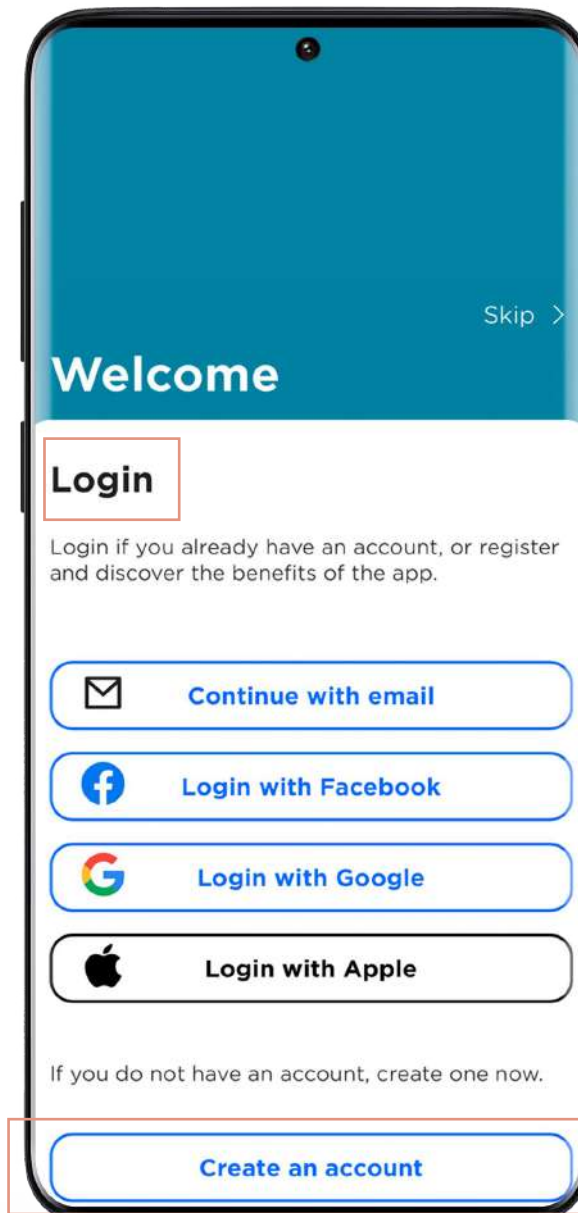 Skip >
Welcome
Login
Login if you already have an account, or register
and discover the benefits of the app.
Continue with email
Login with Facebook
Login with Google
Login with Apple
If you do not have an account, create one now.
Create an account